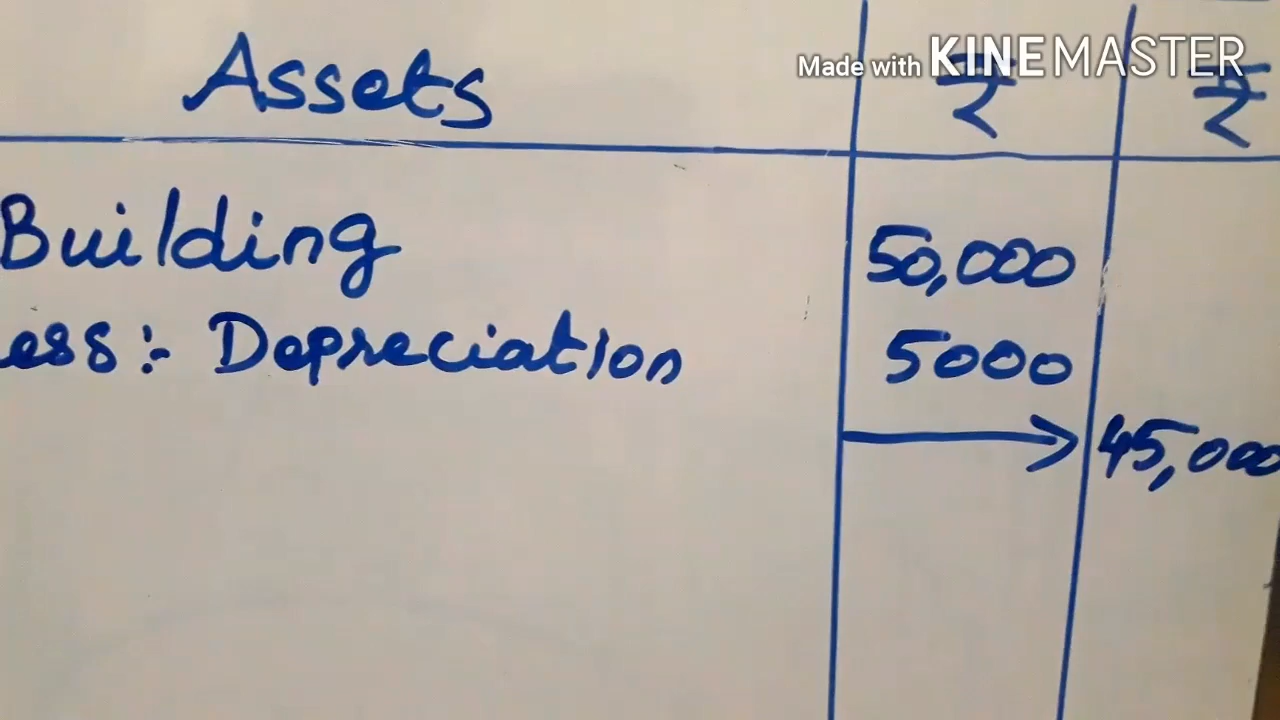 Made with KINEMASTER
Assets ₹ ₹
Building 50,000
ess:- Depreciation 5000
45,000